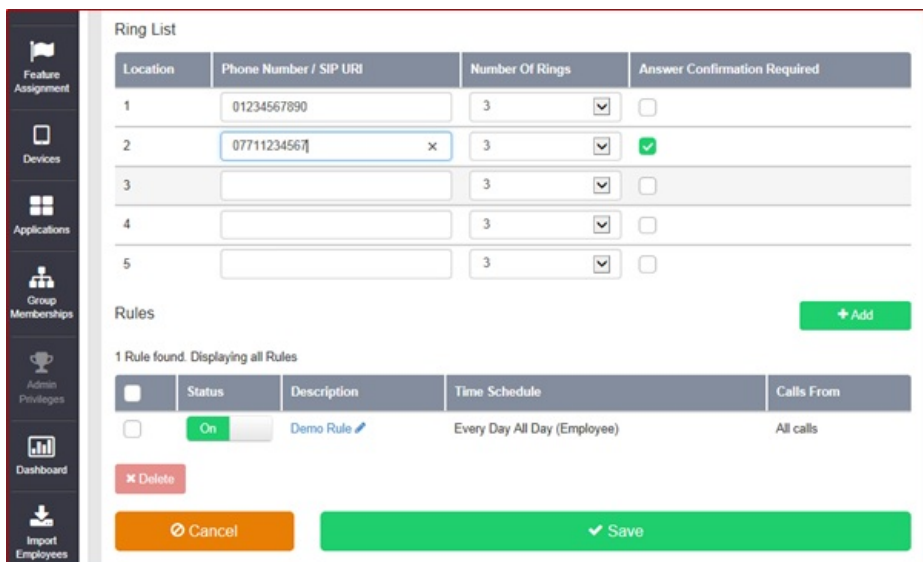 Feature
Assignment
Devices
Applications
Group
Memberships
Admin
Privileges
Dashboard
Import
Employees
Ring List
Location Phone Number / SIP URI Number Of Rings Answer Confirmation Required
1 01234567890 3
2 07711234567 × 3
3 3
4 3
5 3
Rules
+ Add
1 Rule found. Displaying all Rules
Status Description Time Schedule Calls From
On Demo Rule Every Day All Day (Employee) All calls
× Delete
Cancel
Save